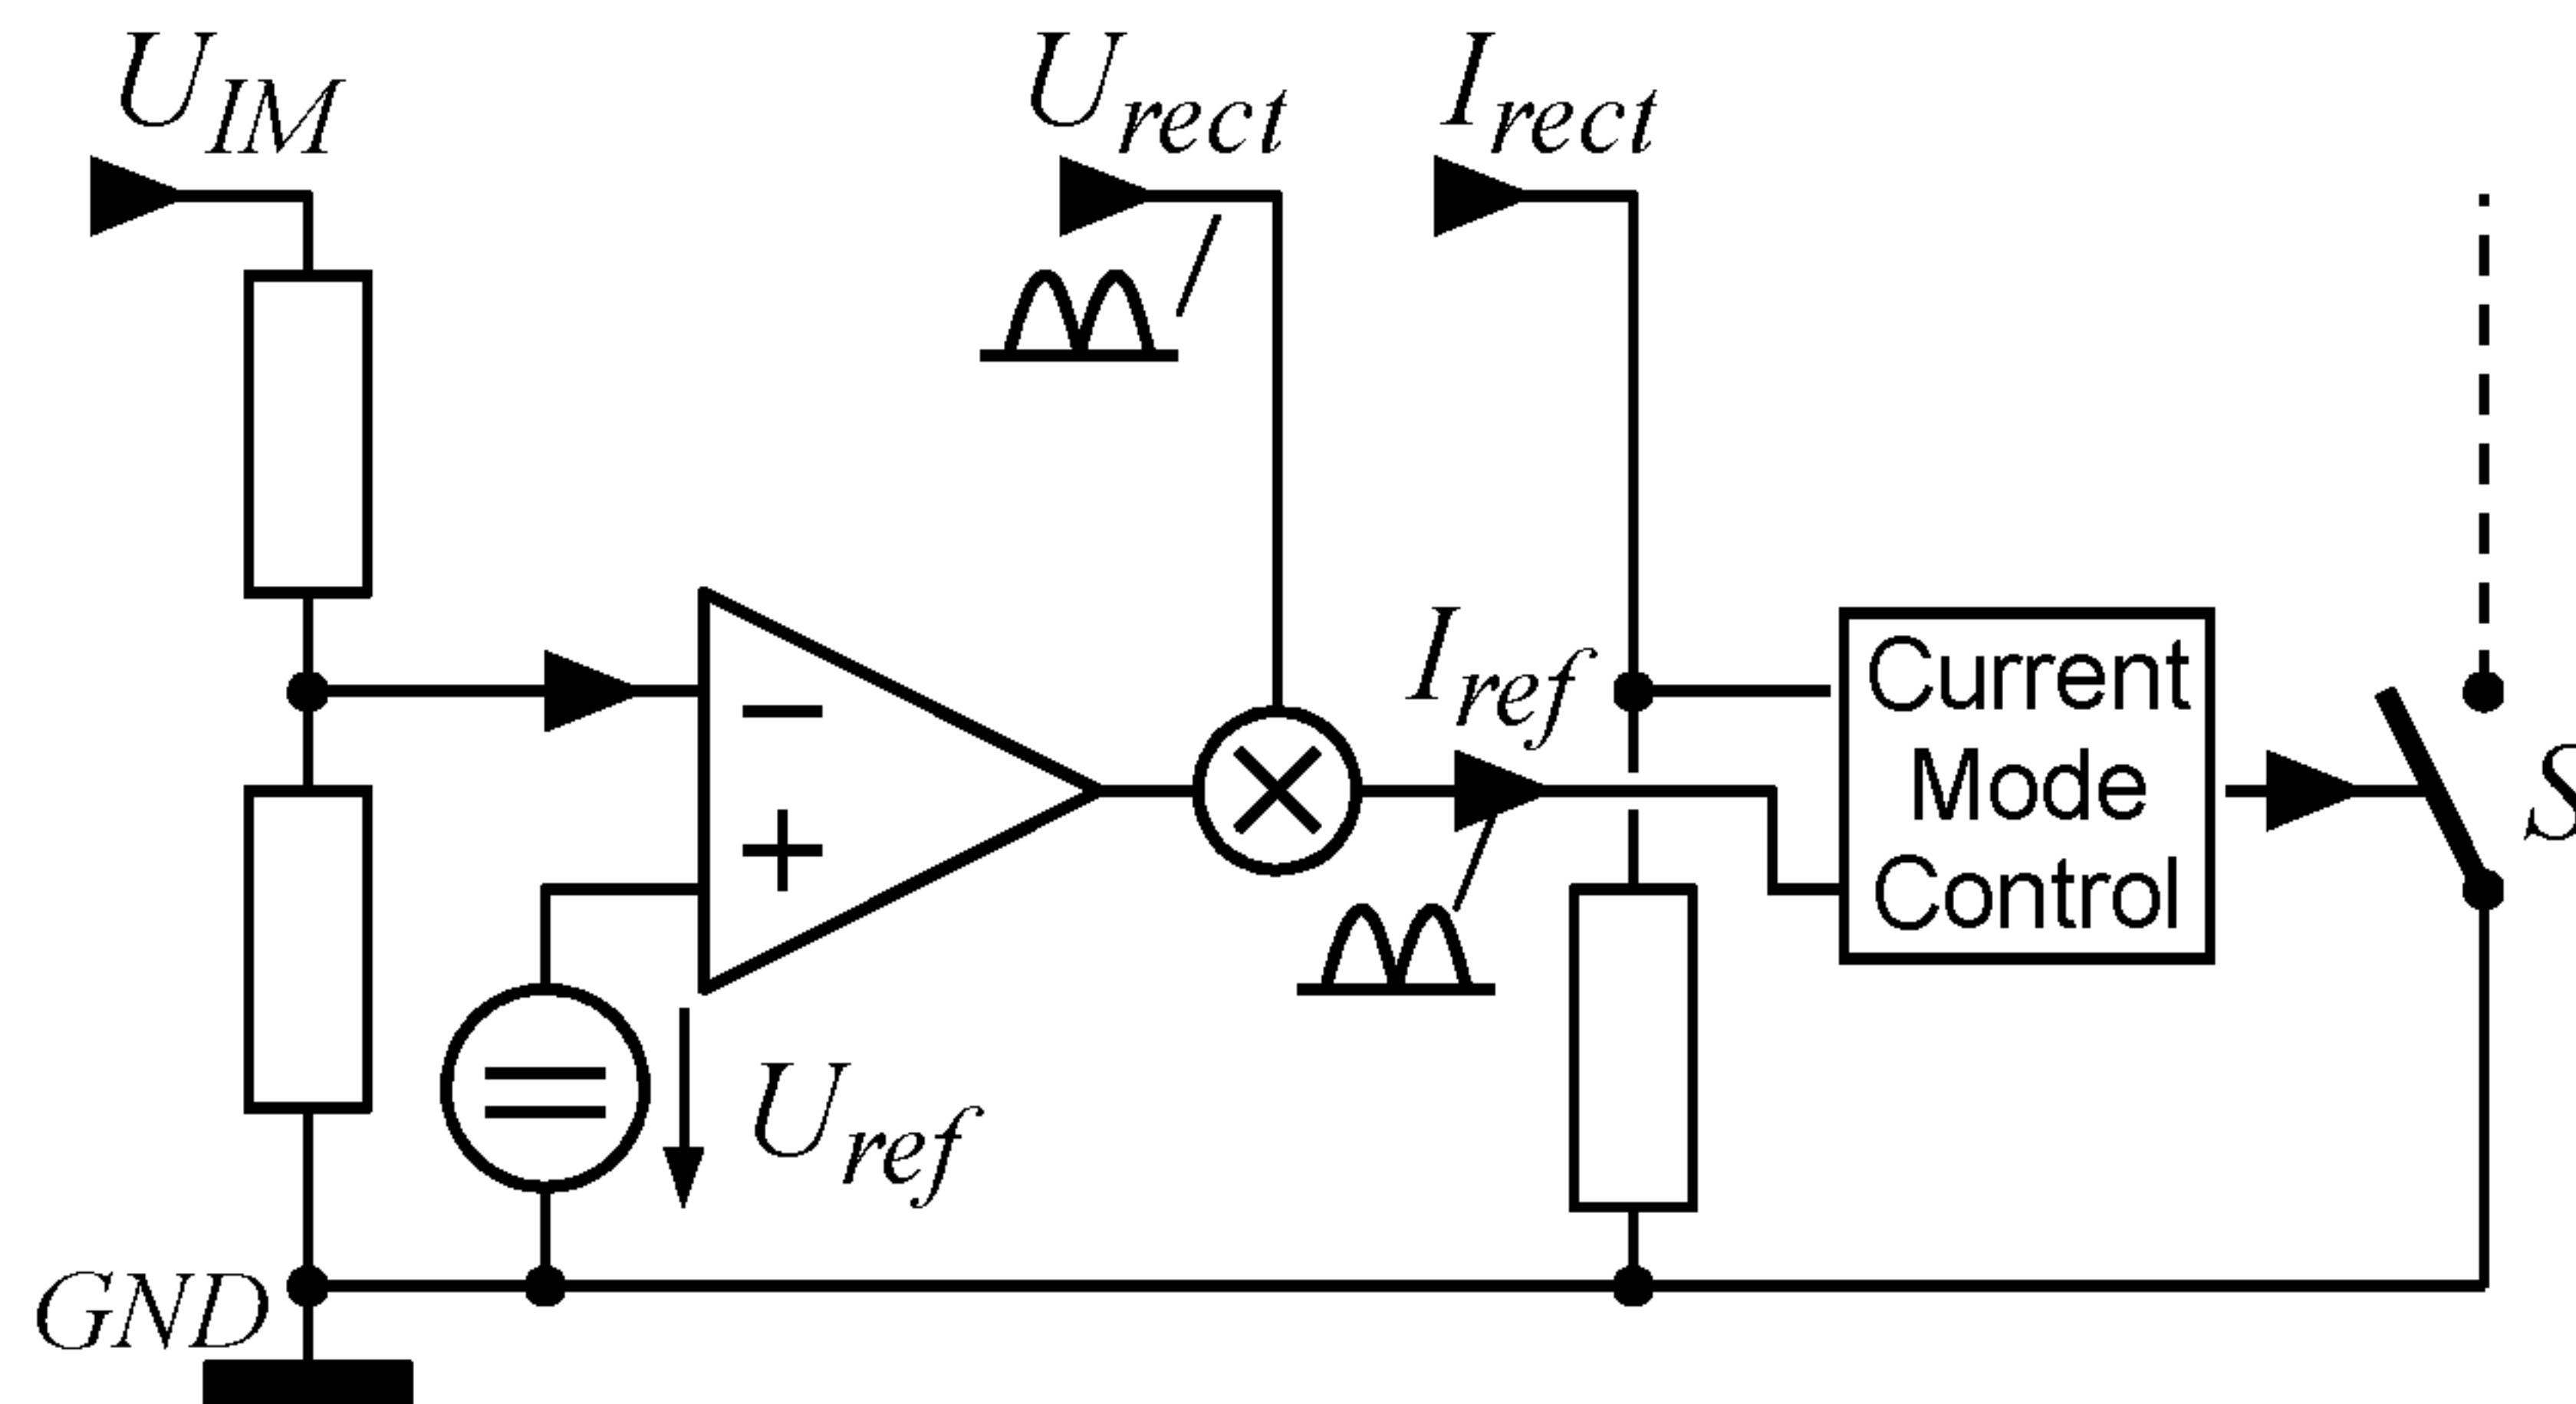 U_IM
U_rect
I_rect
I_ref
Current
Mode
Control
S
U_ref
GND